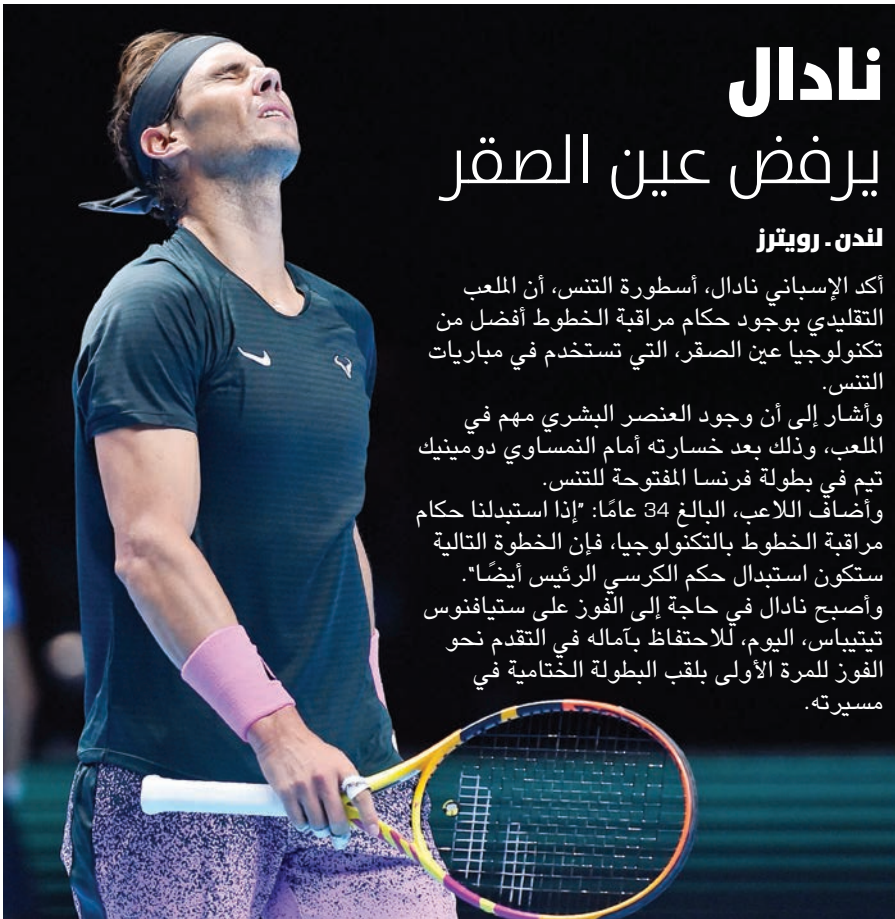 نادال
يرفض عين الصقر
لندن ـ رويترز
أكد الإسباني نادال، أسطورة التنس، أن الملعب
التقليدي بوجود حكام مراقبة الخطوط أفضل من
تكنولوجيا عين الصقر، التي تستخدم في مباريات
التنس.
وأشار إلى أن وجود العنصر البشري مهم في
الملعب، وذلك بعد خسارته أمام النمساوي دومينيك
تيم في بطولة فرنسا المفتوحة للتنس.
وأضاف اللاعب، البالغ 34 عامًا: "إذا استبدلنا حكام
مراقبة الخطوط بالتكنولوجيا، فإن الخطوة التالية
ستكون استبدال حكم الكرسي الرئيس أيضًا".
وأصبح نادال في حاجة إلى الفوز على ستيافنوس
تيتيباس، اليوم، للاحتفاظ بآماله في التقدم نحو
الفوز للمرة الأولى بلقب البطولة الختامية في
مسيرته.